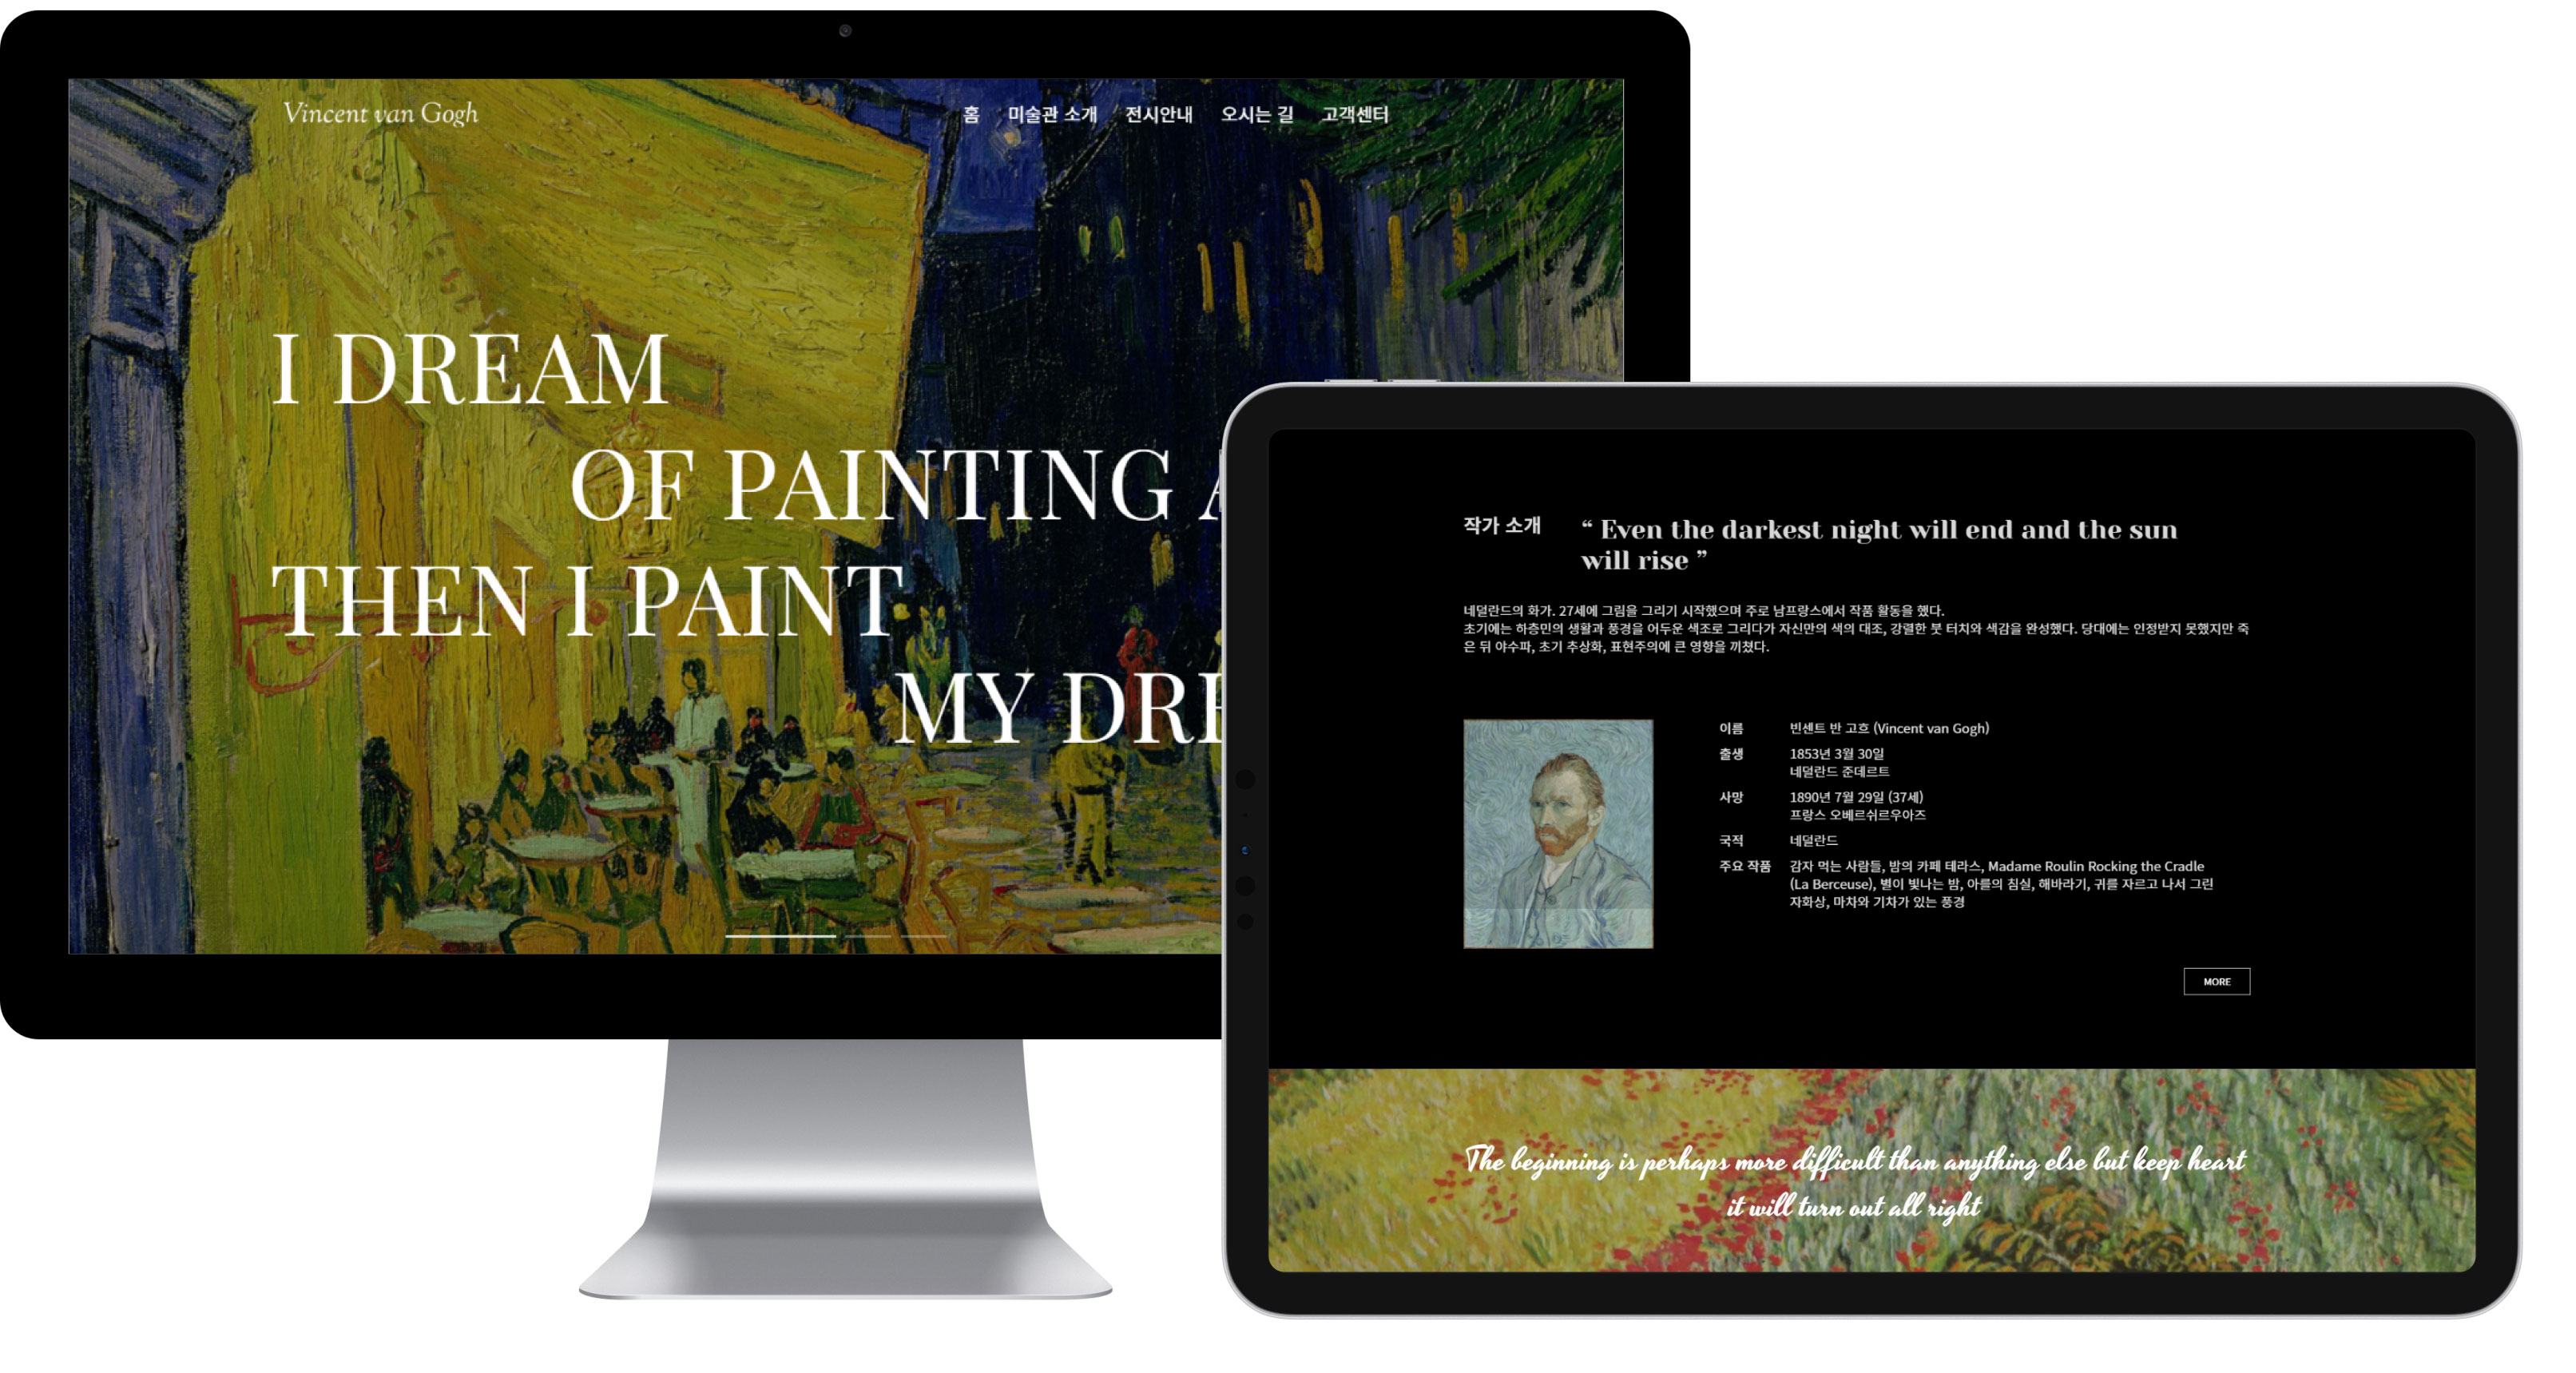 Vincent van Gogh
홈 미술관 소개 전시안내 오시는 길 고객센터
I DREAM
OF PAINTING
THEN I PAINT
MY
작가 소개
“ Even the darkest night will end and the sun
will rise ”
네덜란드의 화가. 27세에 그림을 그리기 시작했으며 주로 남프랑스에서 작품 활동을 했다.
초기에는 하층민의 생활과 풍경을 어두운 색조로 그리다가 자신만의 색의 대조, 강렬한 붓 터치와 색감을 완성했다. 당대에는 인정받지 못했지만 죽
은 뒤 야수파, 초기 추상화, 표현주의에 큰 영향을 끼쳤다.
이름 빈센트 반 고흐 (Vincent van Gogh)
출생 1853년 3월 30일
네덜란드 준데르트
사망 1890년 7월 29일 (37세)
프랑스 오베르쉬르우아즈
국적 네덜란드
주요 작품 감자 먹는 사람들, 밤의 카페 테라스, Madame Roulin Rocking the Cradle
(La Berceuse), 별이 빛나는 밤, 아를의 침실, 해바라기, 귀를 자르고 나서 그린
자화상, 마차와 기차가 있는 풍경
MORE
The beginning is perhaps more difficult than anything else but keep heart
it will turn out all right